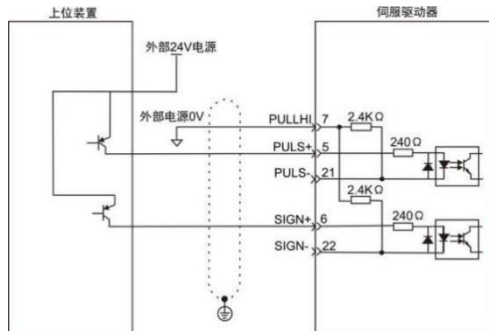 上位装置
伺服驱动器
外部24V电源
外部电源0V
PULLHI 7
2.4KΩ
PULS+ 5
240Ω
PULS- 21
2.4KΩ
SIGN+ 6
240Ω
SIGN- 22